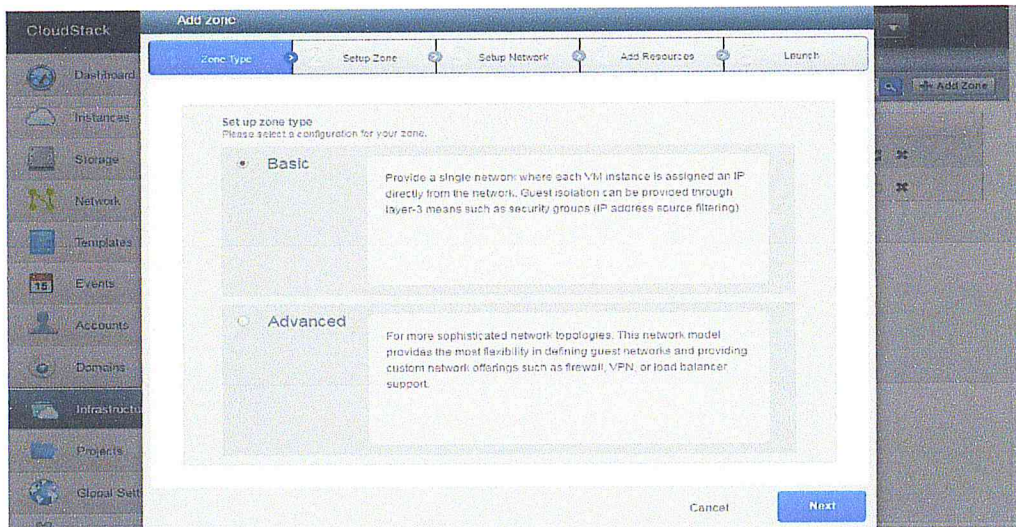 CloudStack
Add zone
Zone Type
Setup Zone
Setup Network
Add Resources
Launch
Add Zone
Dashboard
Instances
Storage
Network
Templates
15
Events
Accounts
Domains
Infrastructu
Projects
Global Sett
Set up zone type
Please select a configuration for your zone.
Basic
Provide a single network where each VM instance is assigned an IP
directly from the network. Guest isolation can be provided through
layer-3 means such as security groups (IP address source filtering)
Advanced
For more sophisticated network topologies. This network model
provides the most flexibility in defining guest networks and providing
custom network offerings such as firewall, VPN, or load balancer
support.
Cancel
Next